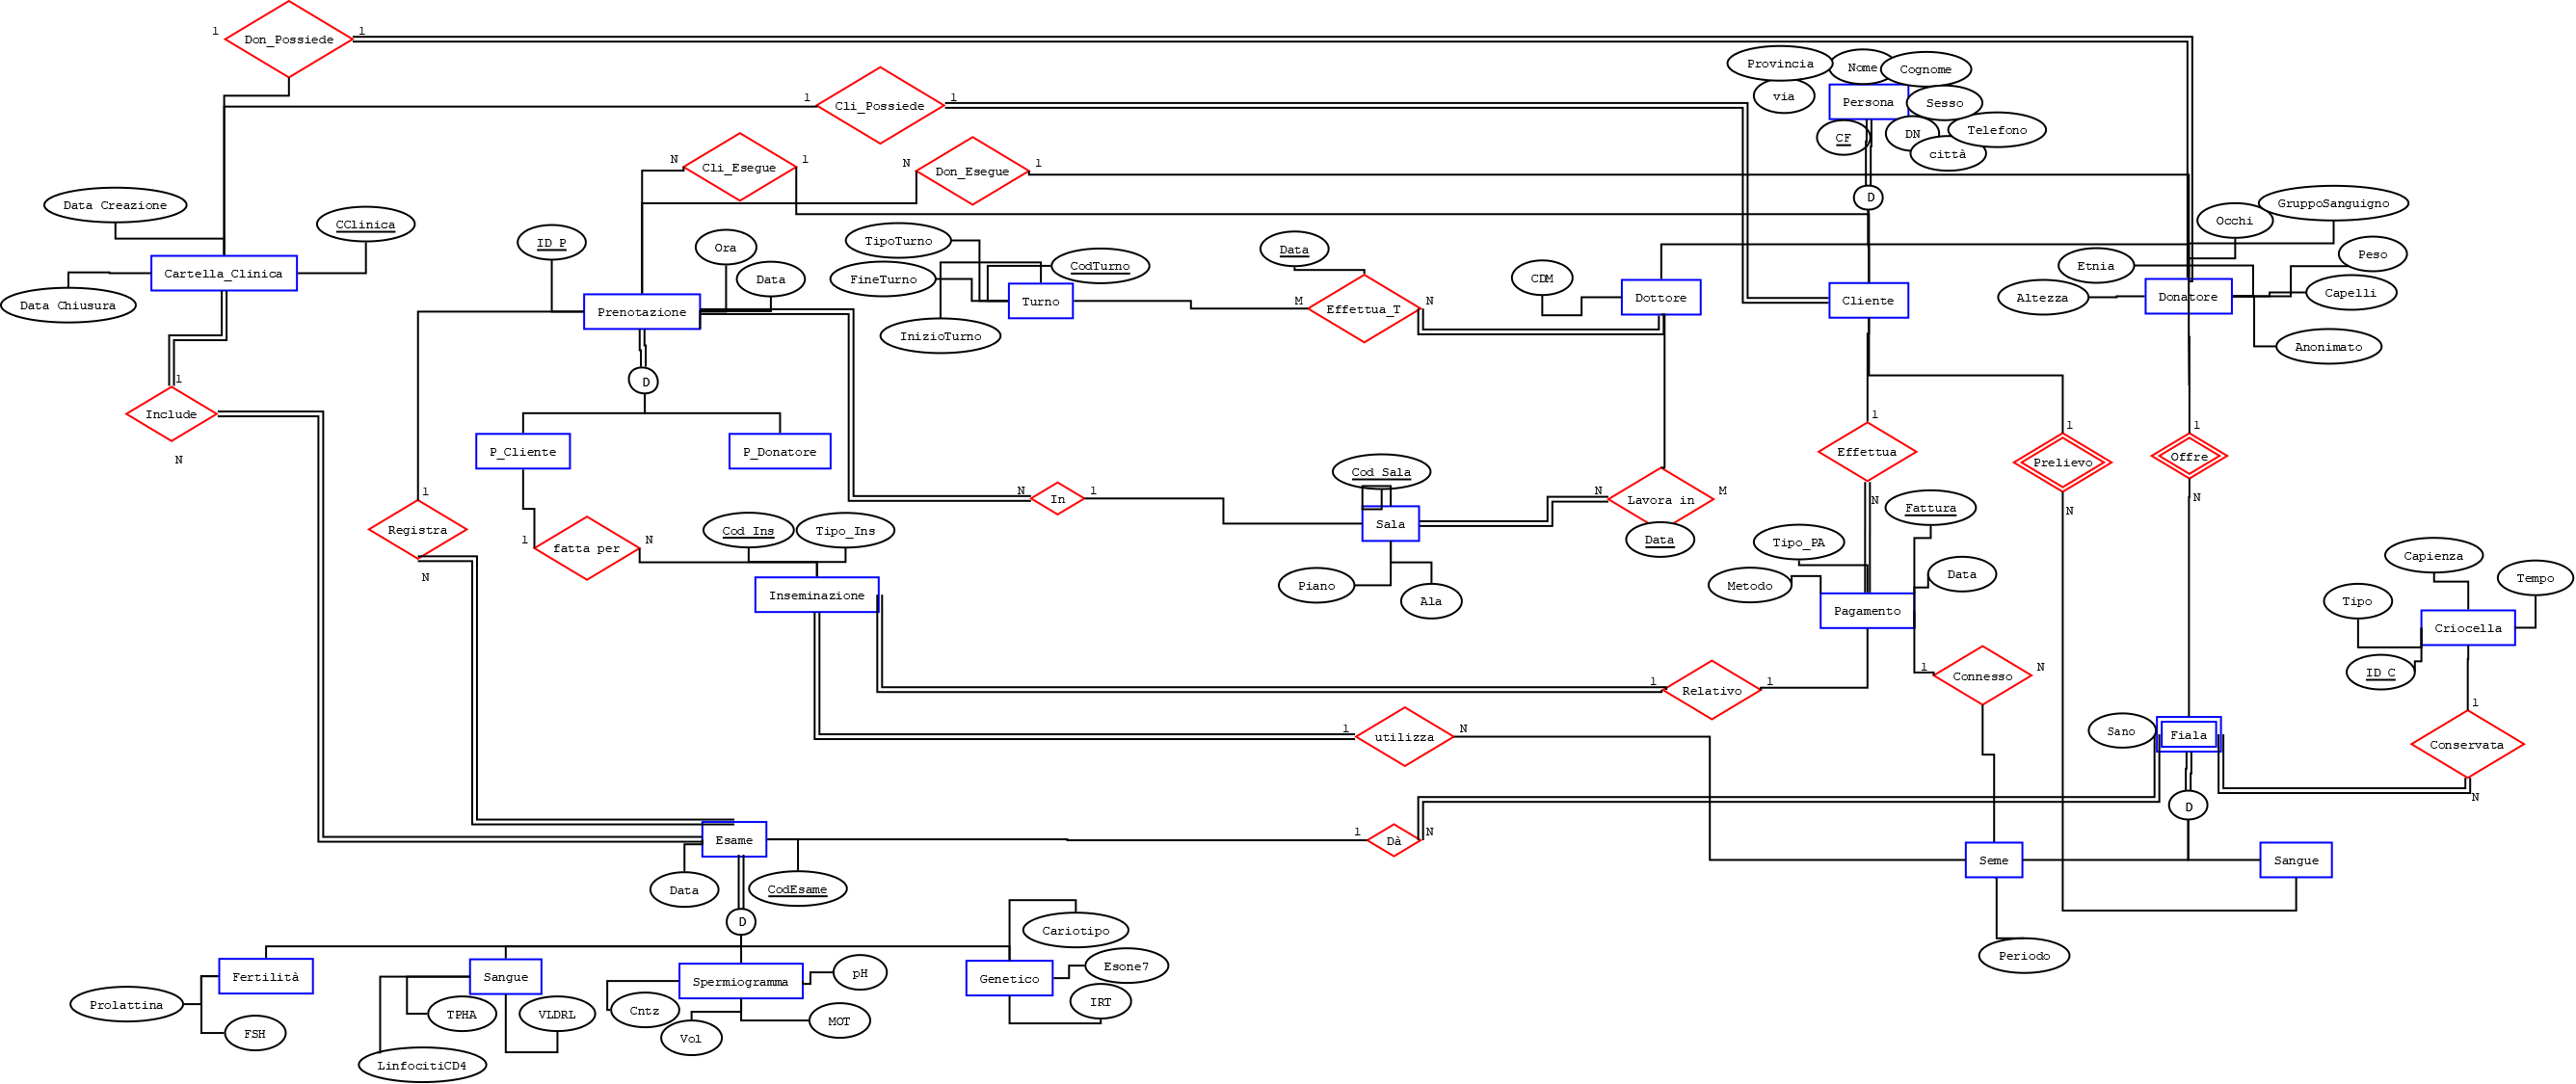 1
Don_Possiede
1
Provincia
Nome
Cognome
via
Persona
Sesso
1
Cli_Possiede
1
CF
DN
Telefono
città
N
Cli_Esegue
1
N
Don_Esegue
1
D
Data Creazione
CClinica
GruppoSanguigno
Occhi
ID_P
Ora
TipoTurno
Data
Peso
Cartella_Clinica
Data
FineTurno
CodTurno
CDM
Etnia
Data Chiusura
Prenotazione
Turno
M
Effettua_T
N
Dottore
Cliente
Altezza
Donatore
Capelli
InizioTurno
Anonimato
1
D
Include
1
1
1
N
P_Cliente
P_Donatore
Effettua
Prelievo
Offre
Cod_Sala
1
N
In
1
N
Lavora in
M
N
N
N
Registra
Cod_Ins
Tipo_Ins
Sala
Fattura
1
fatta per
N
Data
Tipo_PA
N
Inseminazione
Piano
Ala
Metodo
Data
Pagamento
Capienza
Tempo
Tipo
Criocella
ID_C
1
Connesso
N
1
Relativo
1
1
1
utilizza
N
Sano
Fiala
Conservata
N
D
Esame
1
Dà
N
Data
CodEsame
Seme
Sangue
D
Cariotipo
Periodo
Fertilità
Sangue
Spermiogramma
pH
Genetico
Esone7
Prolattina
TPHA
VLDRL
Cntz
MOT
IRT
FSH
Vol
LinfocitiCD4